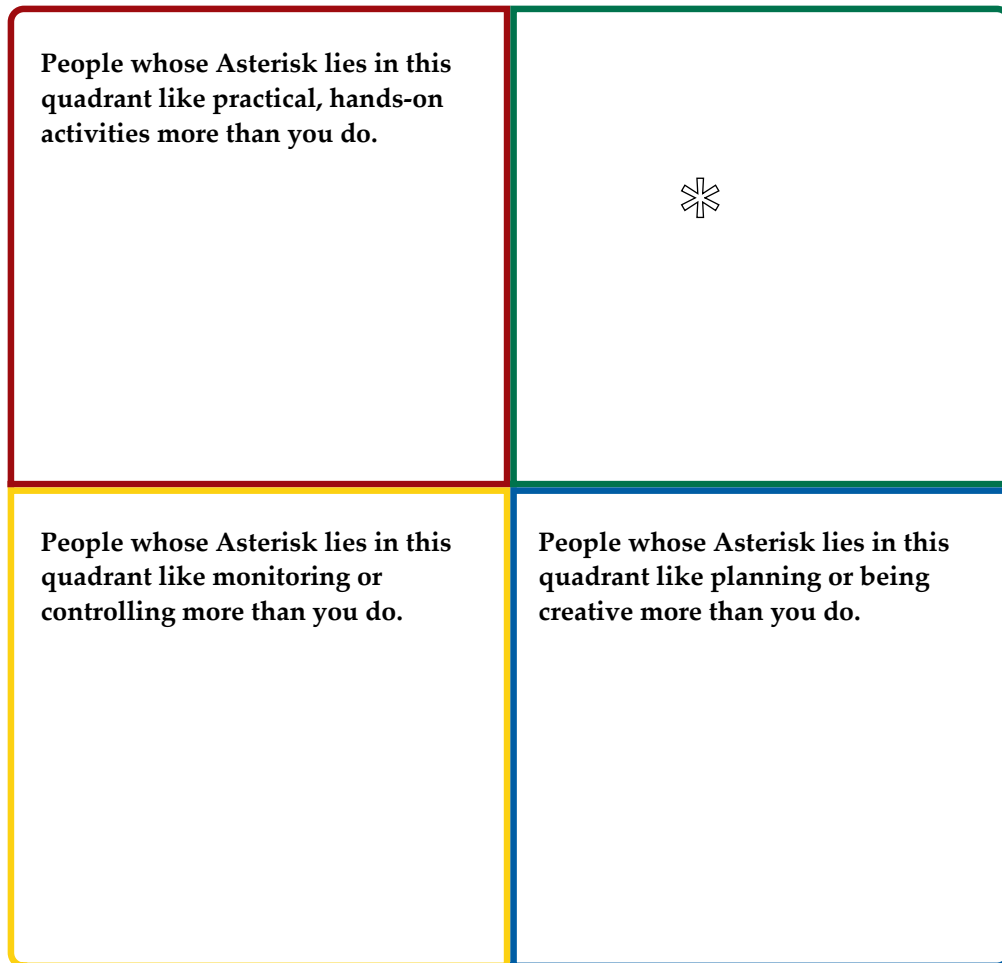 People whose Asterisk lies in this
quadrant like practical, hands-on
activities more than you do.
People whose Asterisk lies in this
quadrant like monitoring or
controlling more than you do.
People whose Asterisk lies in this
quadrant like planning or being
creative more than you do.